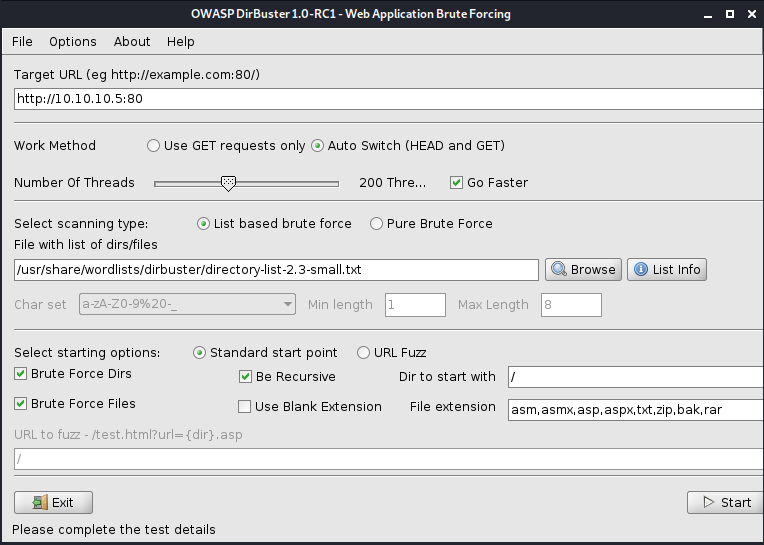 OWASP DirBuster 1.0-RC1 - Web Application Brute Forcing
File Options About Help
Target URL (eg http://example.com:80/)
http://10.10.10.5:80
Work Method Use GET requests only Auto Switch (HEAD and GET)
Number Of Threads 200 Thre... Go Faster
Select scanning type: List based brute force Pure Brute Force
File with list of dirs/files
/usr/share/wordlists/dirbuster/directory-list-2.3-small.txt Browse List Info
Char set a-zA-Z0-9%20-_ Min length 1 Max Length 8
Select starting options: Standard start point URL Fuzz
Brute Force Dirs Be Recursive Dir to start with /
Brute Force Files Use Blank Extension File extension asm,asmx,asp,aspx,txt,zip,bak,rar
URL to fuzz - /test.html?url={dir}.asp
/
Exit Start
Please complete the test details